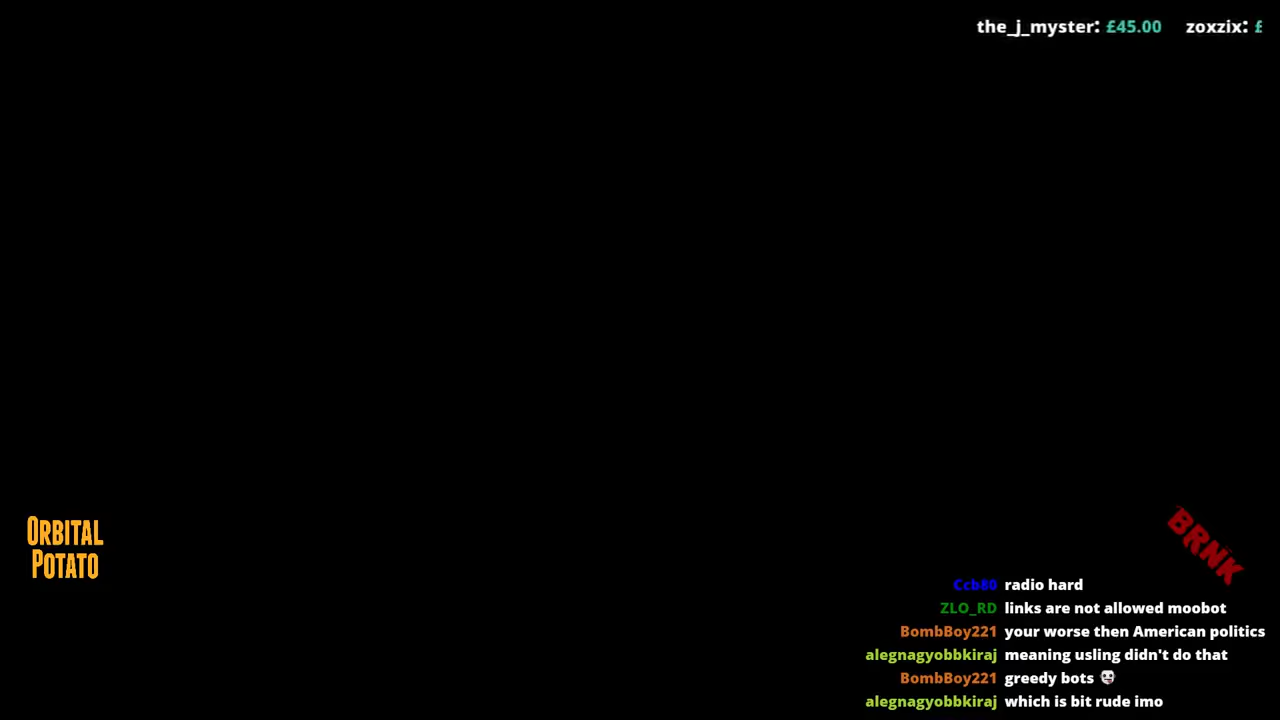 the_j_myster: £45.00 zoxzix: £
ORBITAL
POTATO
BRNK
Ccb80 radio hard
ZLO_RD links are not allowed moobot
BombBoy221 your worse then American politics
alegnagyobbkiraj meaning usling didn't do that
BombBoy221 greedy bots
alegnagyobbkiraj which is bit rude imo